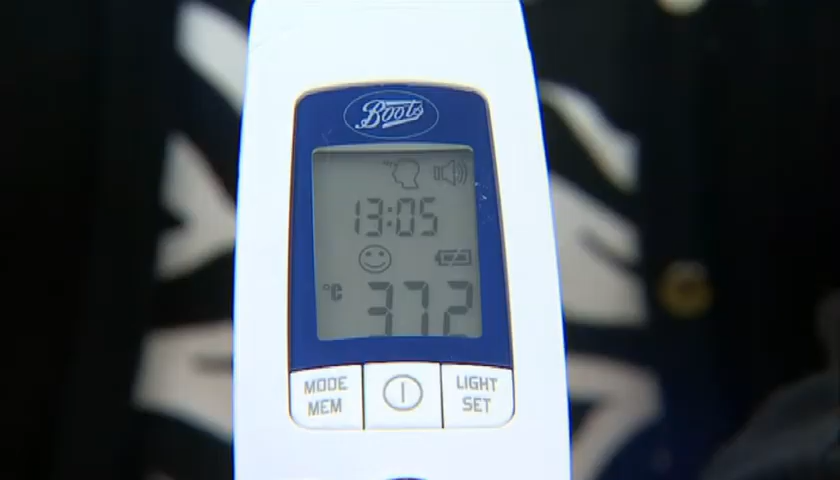 Boots
13:05
°C
37.2
MODE
MEM
LIGHT
SET